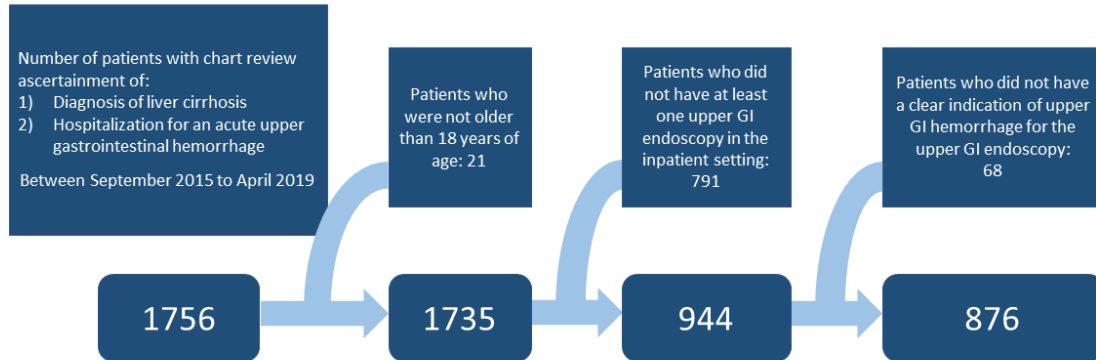 Number of patients with chart review
ascertainment of:
1) Diagnosis of liver cirrhosis
2) Hospitalization for an acute upper
gastrointestinal hemorrhage
Between September 2015 to April 2019
Patients who
were not older
than 18 years of
age: 21
Patients who did
not have at least
one upper GI
endoscopy in the
inpatient setting:
791
Patients who did not have
a clear indication of upper
GI hemorrhage for the
upper GI endoscopy:
68
1756
1735
944
876